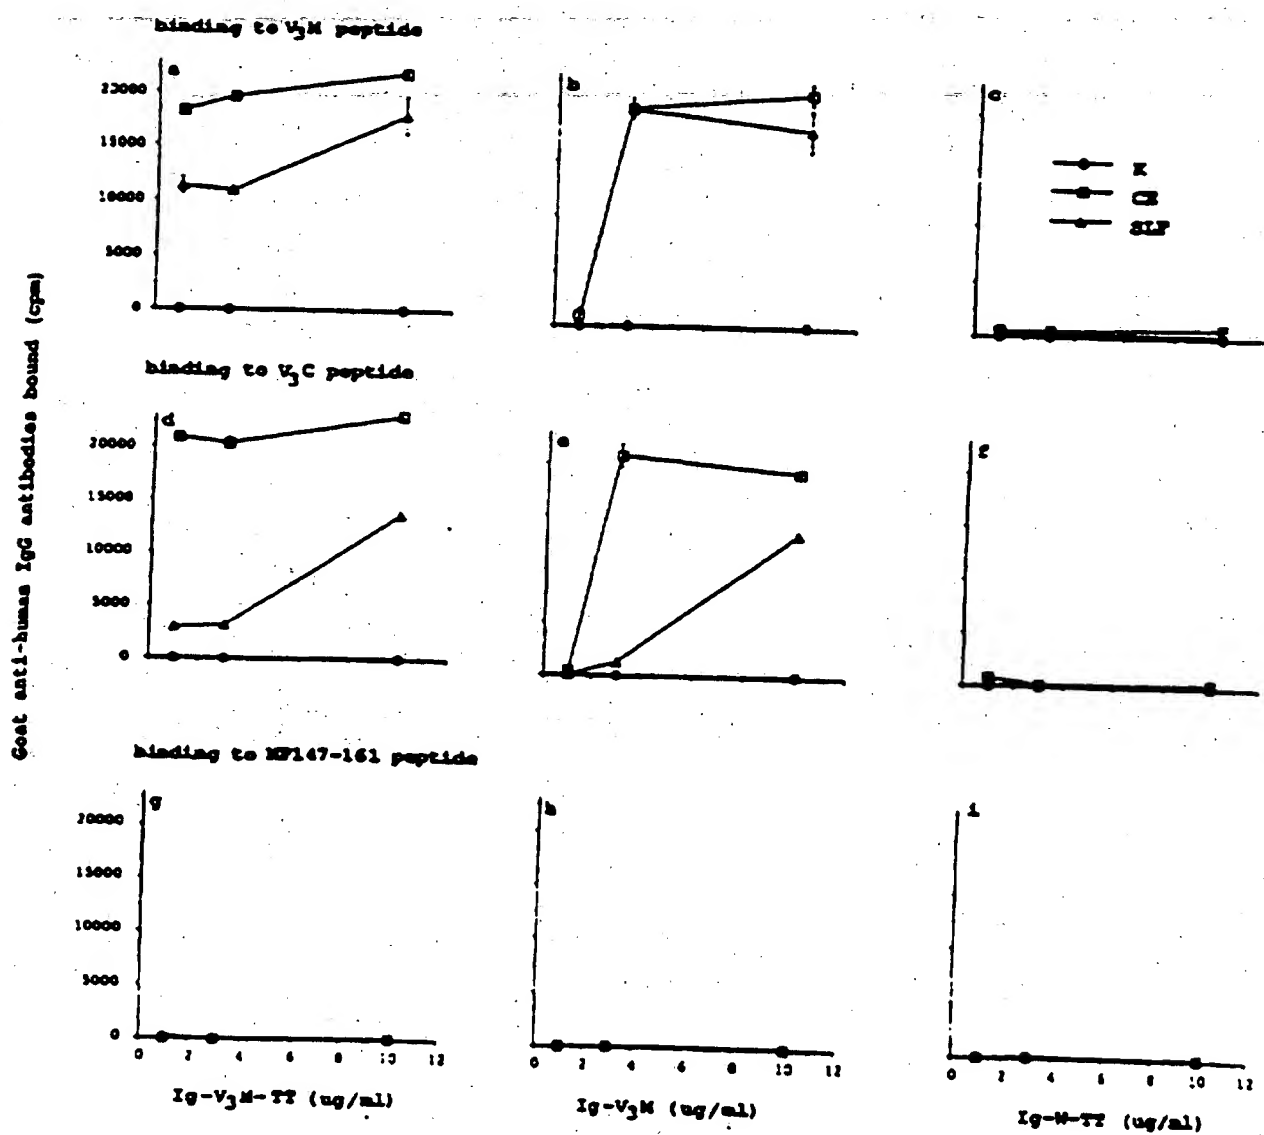 binding to V3M peptide
a
20000
15000
10000
5000
0
b
c
CH
SLP
binding to V3C peptide
d
20000
15000
10000
5000
0
e
f
Goat anti-human IgG antibodies bound (cpm)
binding to NP147-161 peptide
g
20000
15000
10000
5000
0
0 2 4 6 8 10 12
Ig-V3M-TT (ug/ml)
h
0 2 4 6 8 10 12
Ig-V3M (ug/ml)
i
0 2 4 6 8 10 12
Ig-W-TT (ug/ml)